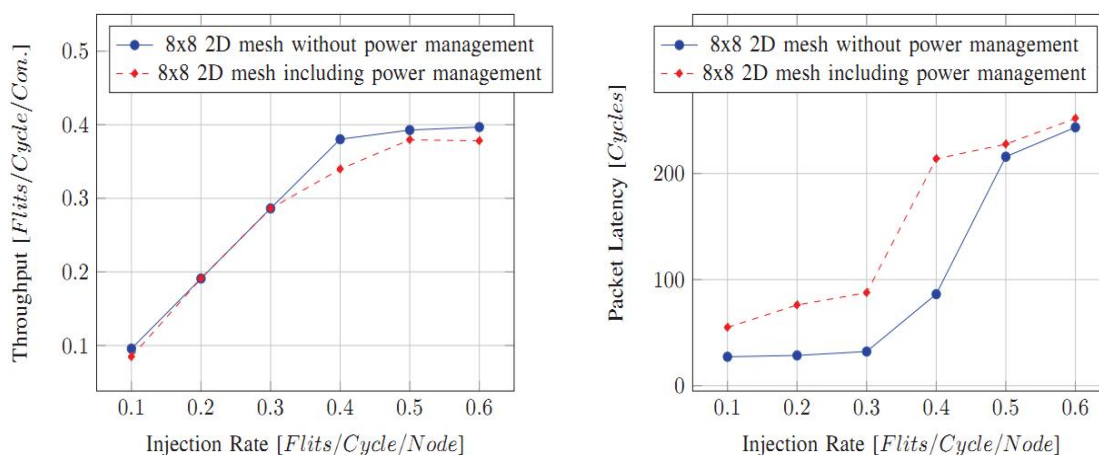 8x8 2D mesh without power management
8x8 2D mesh including power management
Throughput [Flits/Cycle/Con.]
0.5
0.4
0.3
0.2
0.1
0.1 0.2 0.3 0.4 0.5 0.6
Injection Rate [Flits/Cycle/Node]
8x8 2D mesh without power management
8x8 2D mesh including power management
Packet Latency [Cycles]
200
100
0
0.1 0.2 0.3 0.4 0.5 0.6
Injection Rate [Flits/Cycle/Node]